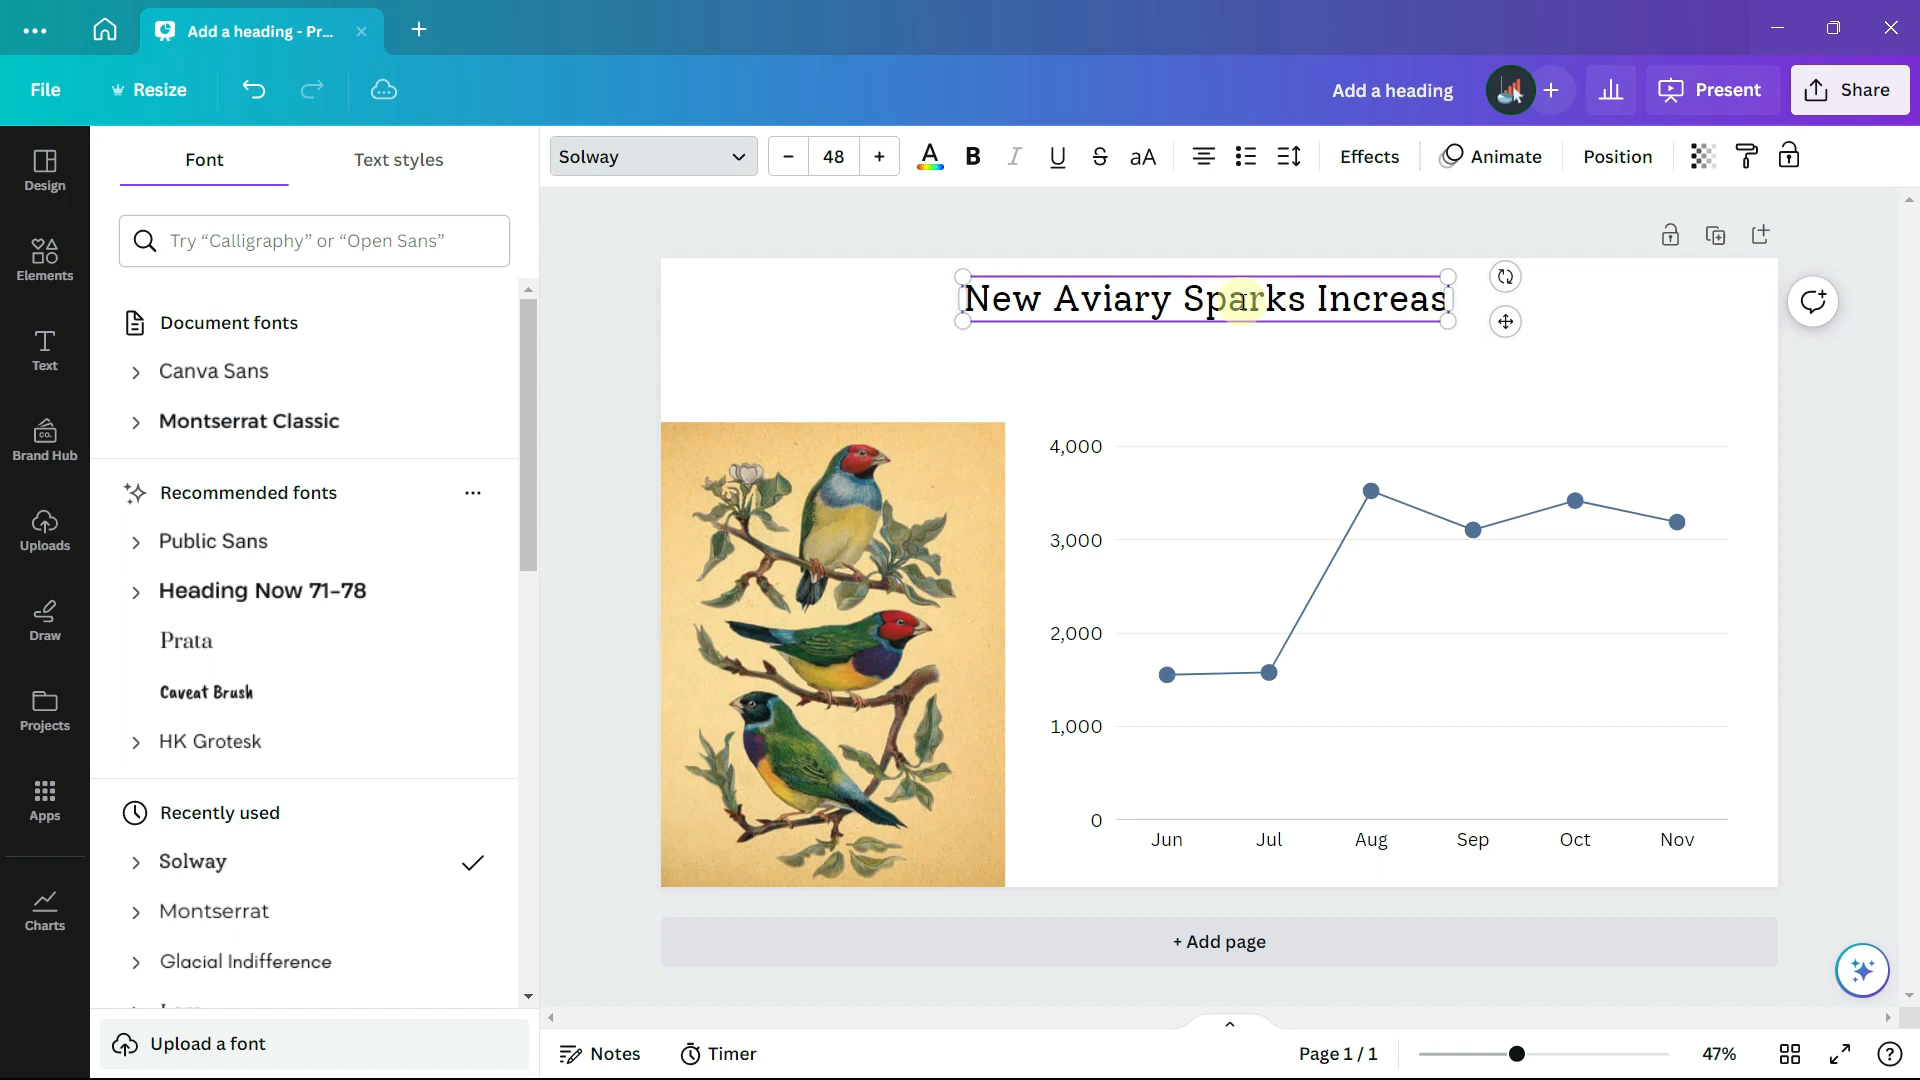 Add a heading - Pr...
File
Resize
Add a heading
Present
Share
Design
Elements
Text
Brand Hub
CO.
Uploads
Draw
Projects
Apps
Charts
Font
Text styles
Try “Calligraphy” or “Open Sans”
Document fonts
Canva Sans
Montserrat Classic
Recommended fonts
Public Sans
Heading Now 71-78
Prata
Caveat Brush
HK Grotesk
Recently used
Solway
Montserrat
Glacial Indifference
Upload a font
Solway
- 48 +
A B I U S aA
Effects
Animate
Position
New Aviary Sparks Increas
4,000
3,000
2,000
1,000
0
Jun Jul Aug Sep Oct Nov
+ Add page
Notes
Timer
Page 1 / 1
47%
?